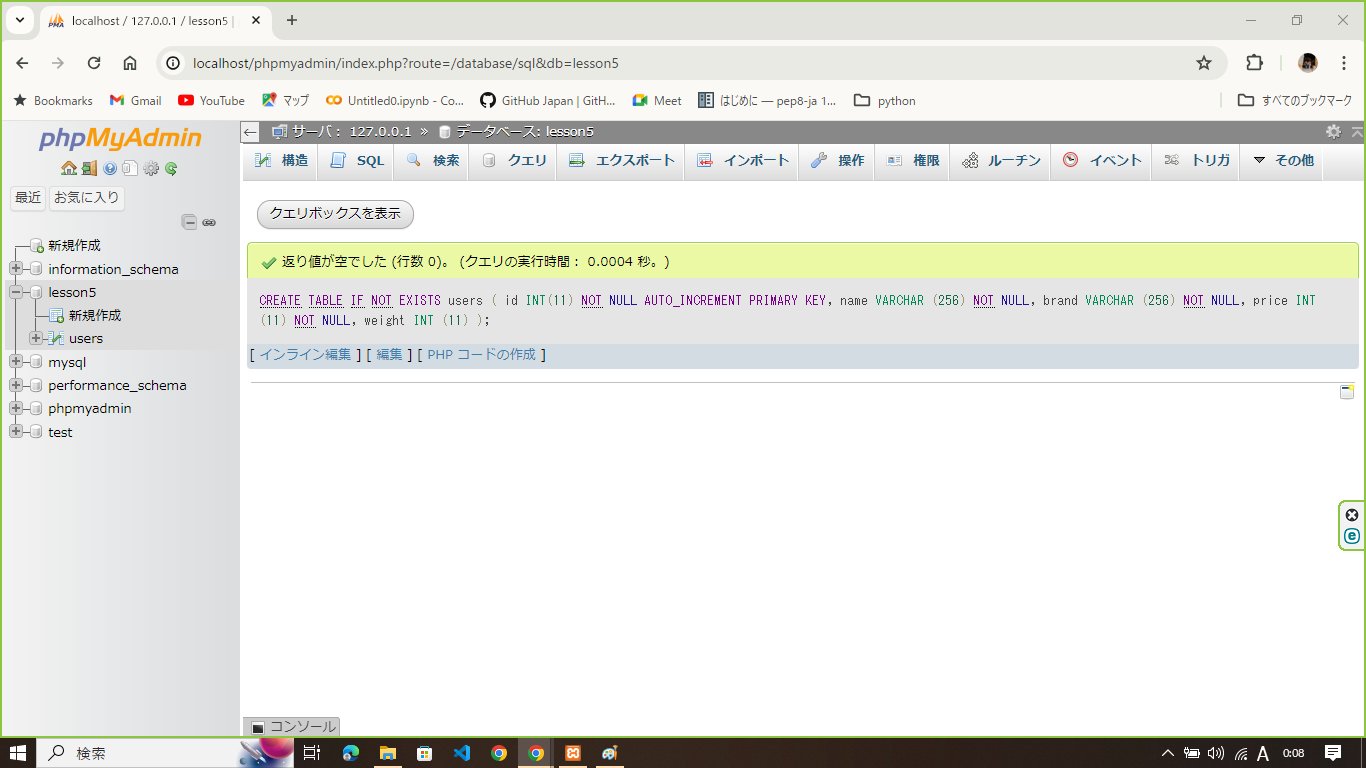 localhost / 127.0.0.1 / lesson5 |
localhost/phpmyadmin/index.php?route=/database/sql&db=lesson5
Bookmarks Gmail YouTube マップ Untitled0.ipynb - Co... GitHub Japan | GitH... Meet はじめに — pep8-ja 1... python すべてのブックマーク
phpMyAdmin
最近 お気に入り
新規作成
information_schema
lesson5
新規作成
users
mysql
performance_schema
phpmyadmin
test
サーバ： 127.0.0.1 » データベース: lesson5
構造 SQL 検索 クエリ エクスポート インポート 操作 権限 ルーチン イベント トリガ その他
クエリボックスを表示
返り値が空でした (行数 0)。 (クエリの実行時間： 0.0004 秒。)
CREATE TABLE IF NOT EXISTS users ( id INT(11) NOT NULL AUTO_INCREMENT PRIMARY KEY, name VARCHAR (256) NOT NULL, brand VARCHAR (256) NOT NULL, price INT
(11) NOT NULL, weight INT (11) );
[ インライン編集 ] [ 編集 ] [ PHP コードの作成 ]
コンソール
検索
A 0:08